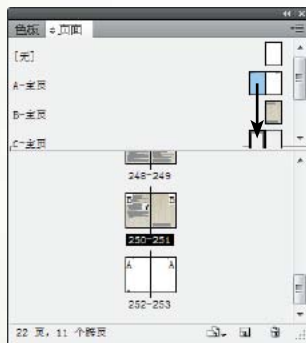 色板 页面
[无]
A-主页
B-主页
C-主页
248-249
B B
250-251
A A
252-253
22 页，11 个跨页